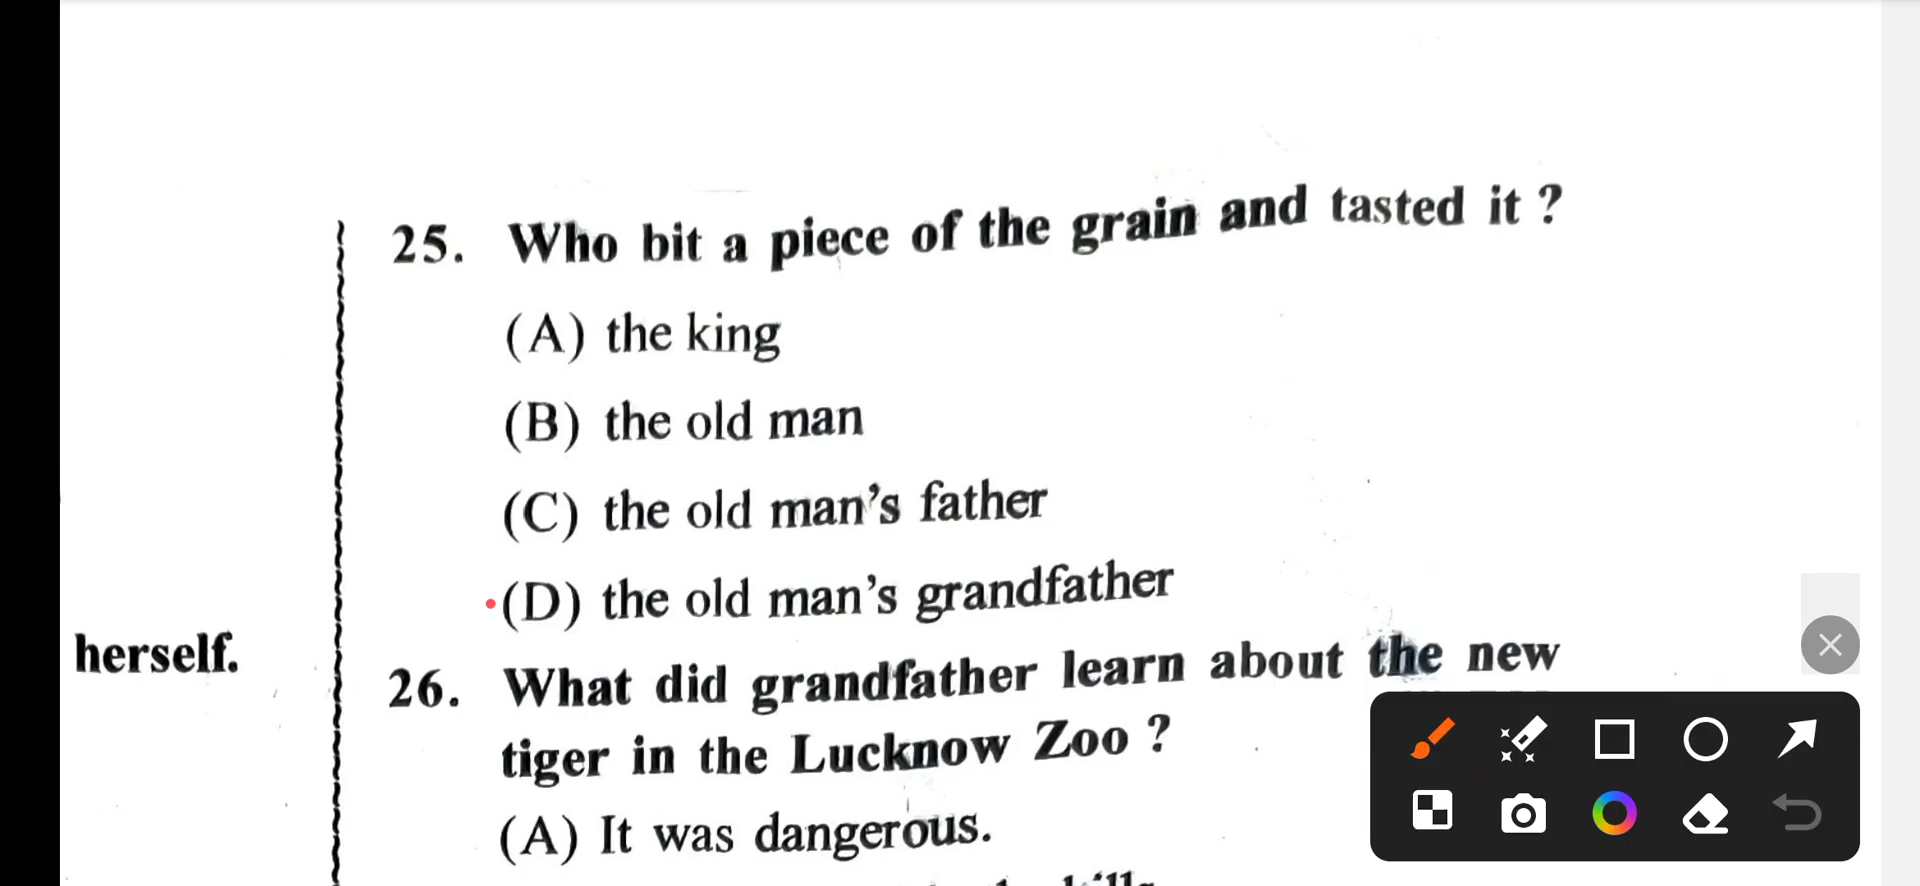 25. Who bit a piece of the grain and tasted it ?
(A) the king
(B) the old man
(C) the old man's father
(D) the old man's grandfather
herself.
26. What did grandfather learn about the new
tiger in the Lucknow Zoo ?
(A) It was dangerous.